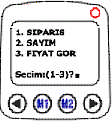 1. SIPARIS
2. SAYIM
3. FIYAT GOR
Secim:(1-3)?
M1 M2